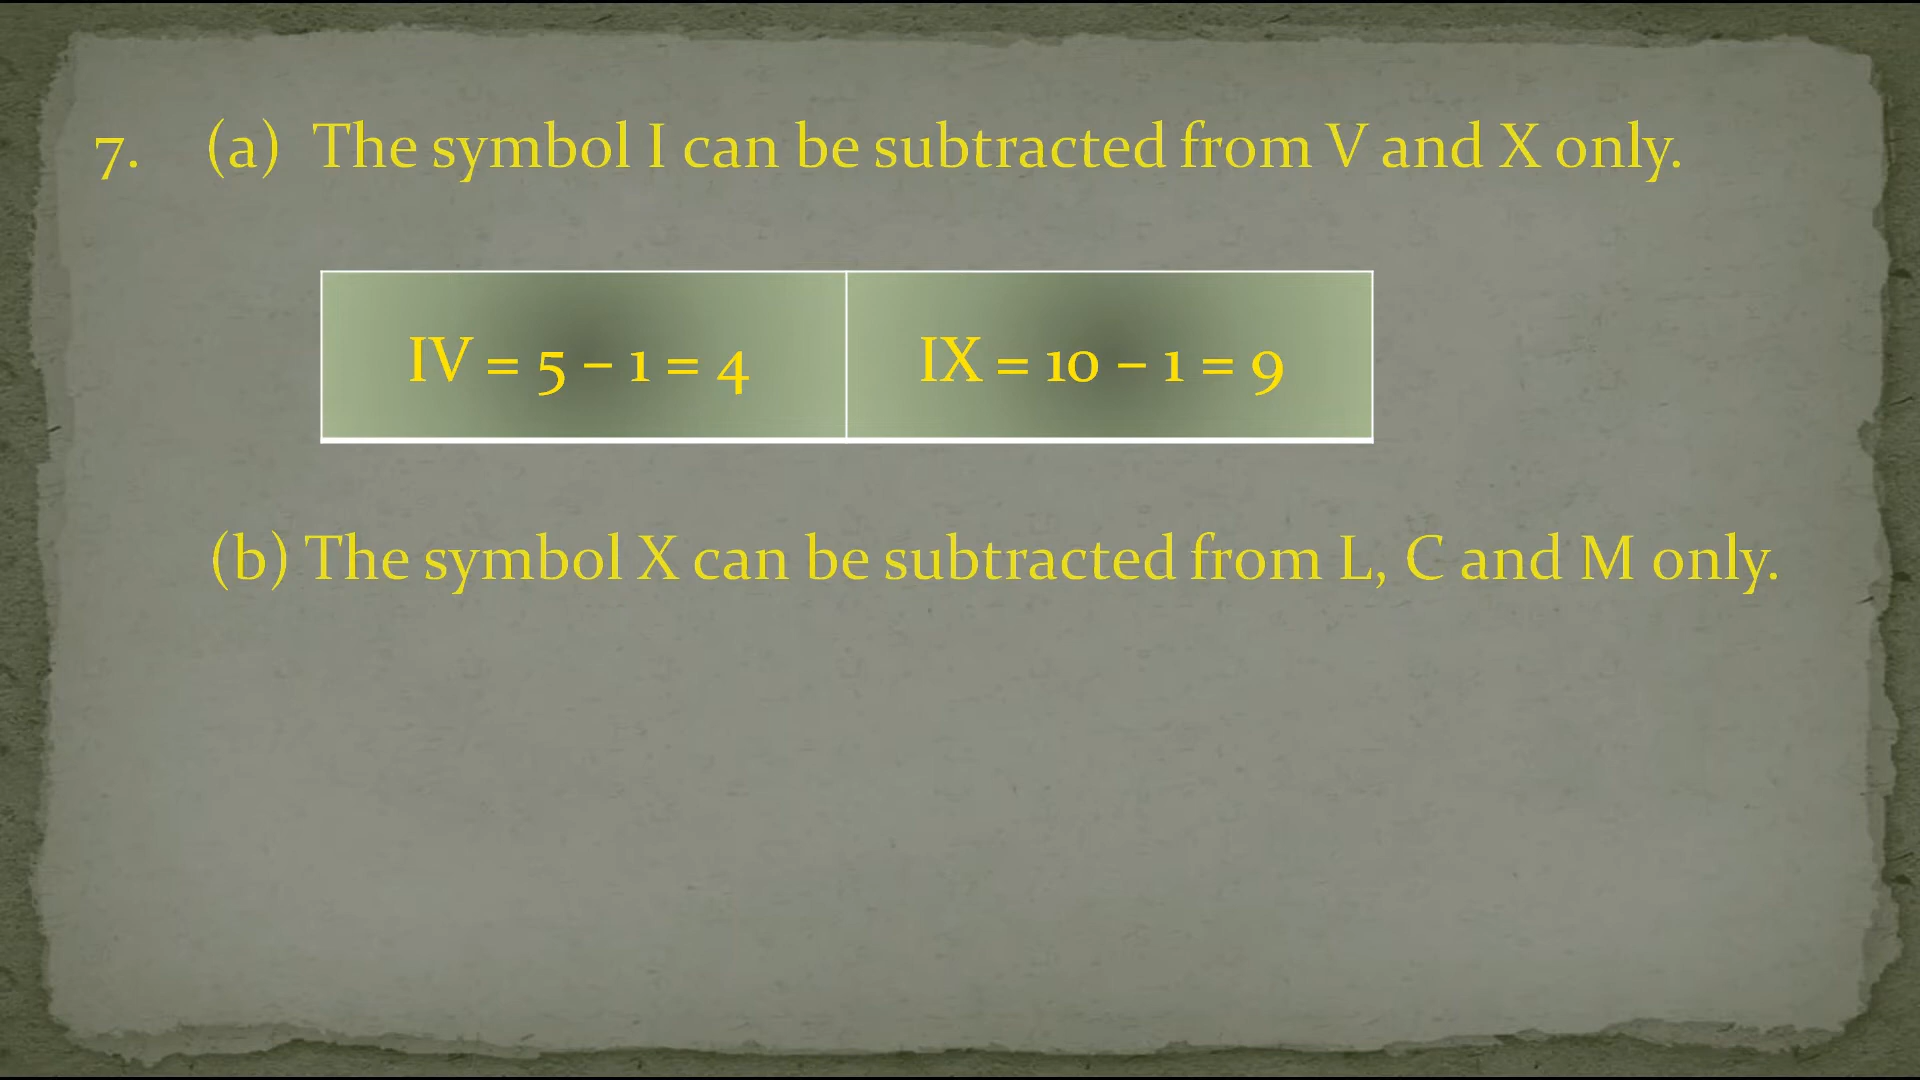 7. (a) The symbol I can be subtracted from V and X only.
IV = 5 – 1 = 4 IX = 10 – 1 = 9
(b) The symbol X can be subtracted from L, C and M only.